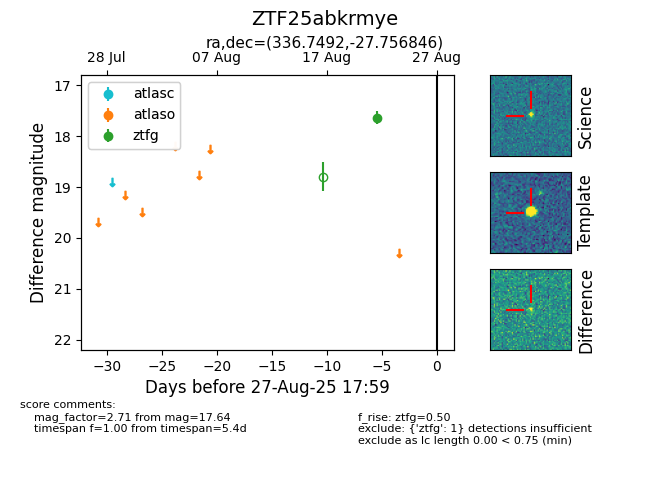 ZTF25abkrmye
ra,dec=(336.7492,-27.756846)
28 Jul 07 Aug 17 Aug 27 Aug
17
18
19
20
21
22
Difference magnitude
atlasc
atlaso
ztfg
−30 −25 −20 −15 −10 −5 0
Days before 27-Aug-25 17:59
Science
Template
Difference
score comments:
mag_factor=2.71 from mag=17.64
timespan f=1.00 from timespan=5.4d
f_rise: ztfg=0.50
exclude: {'ztfg': 1} detections insufficient
exclude as lc length 0.00 < 0.75 (min)